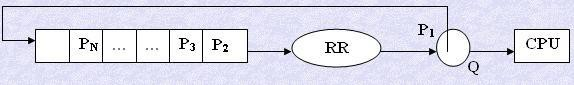 P₁
Pₙ ... ... P₃ P₂ RR CPU
Q